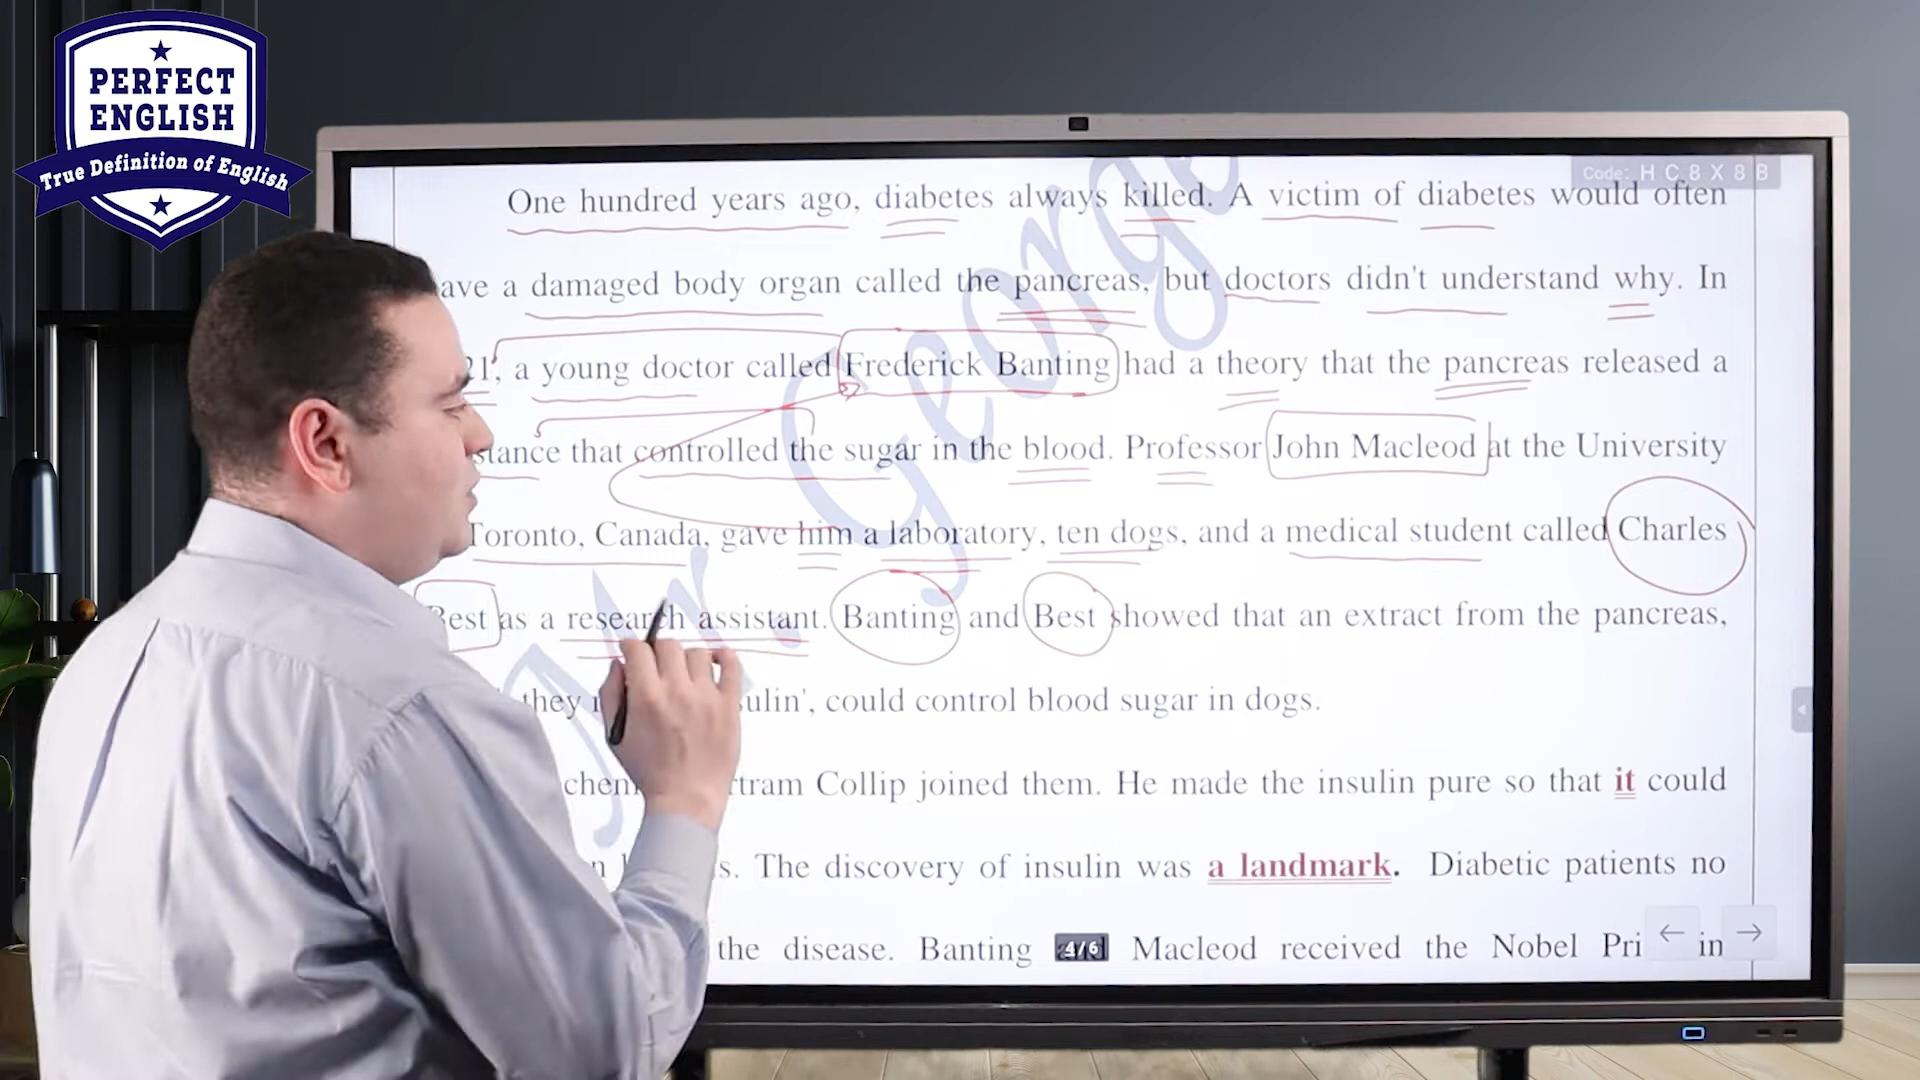 PERFECT
ENGLISH
True Definition of English
Code: HC8X8B
One hundred years ago, diabetes always killed. A victim of diabetes would often
ave a damaged body organ called the pancreas, but doctors didn't understand why. In
21, a young doctor called Frederick Banting had a theory that the pancreas released a
stance that controlled the sugar in the blood. Professor John Macleod at the University
Toronto, Canada, gave him a laboratory, ten dogs, and a medical student called Charles
Best as a research assistant. Banting and Best showed that an extract from the pancreas,
they ulin', could control blood sugar in dogs.
chem rtram Collip joined them. He made the insulin pure so that it could
s. The discovery of insulin was a landmark. Diabetic patients no
the disease. Banting Macleod received the Nobel Pri in
4/6
Mr. George